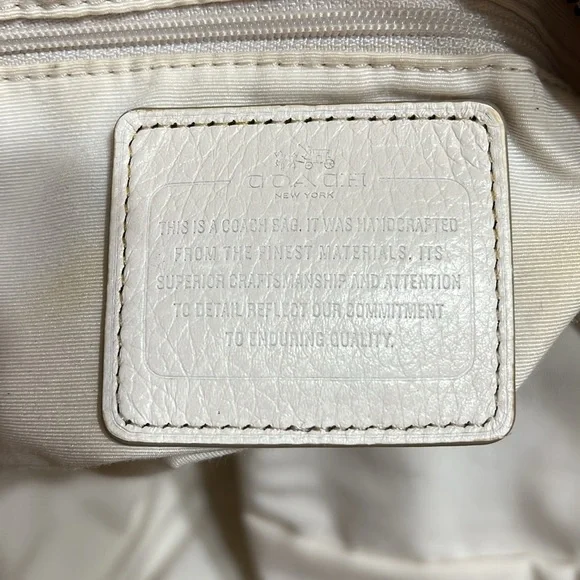 COACH
NEW YORK
THIS IS A COACH BAG. IT WAS HANDCRAFTED
FROM THE FINEST MATERIALS. ITS
SUPERIOR CRAFTSMANSHIP AND ATTENTION
TO DETAIL REFLECT OUR COMMITMENT
TO ENDURING QUALITY.